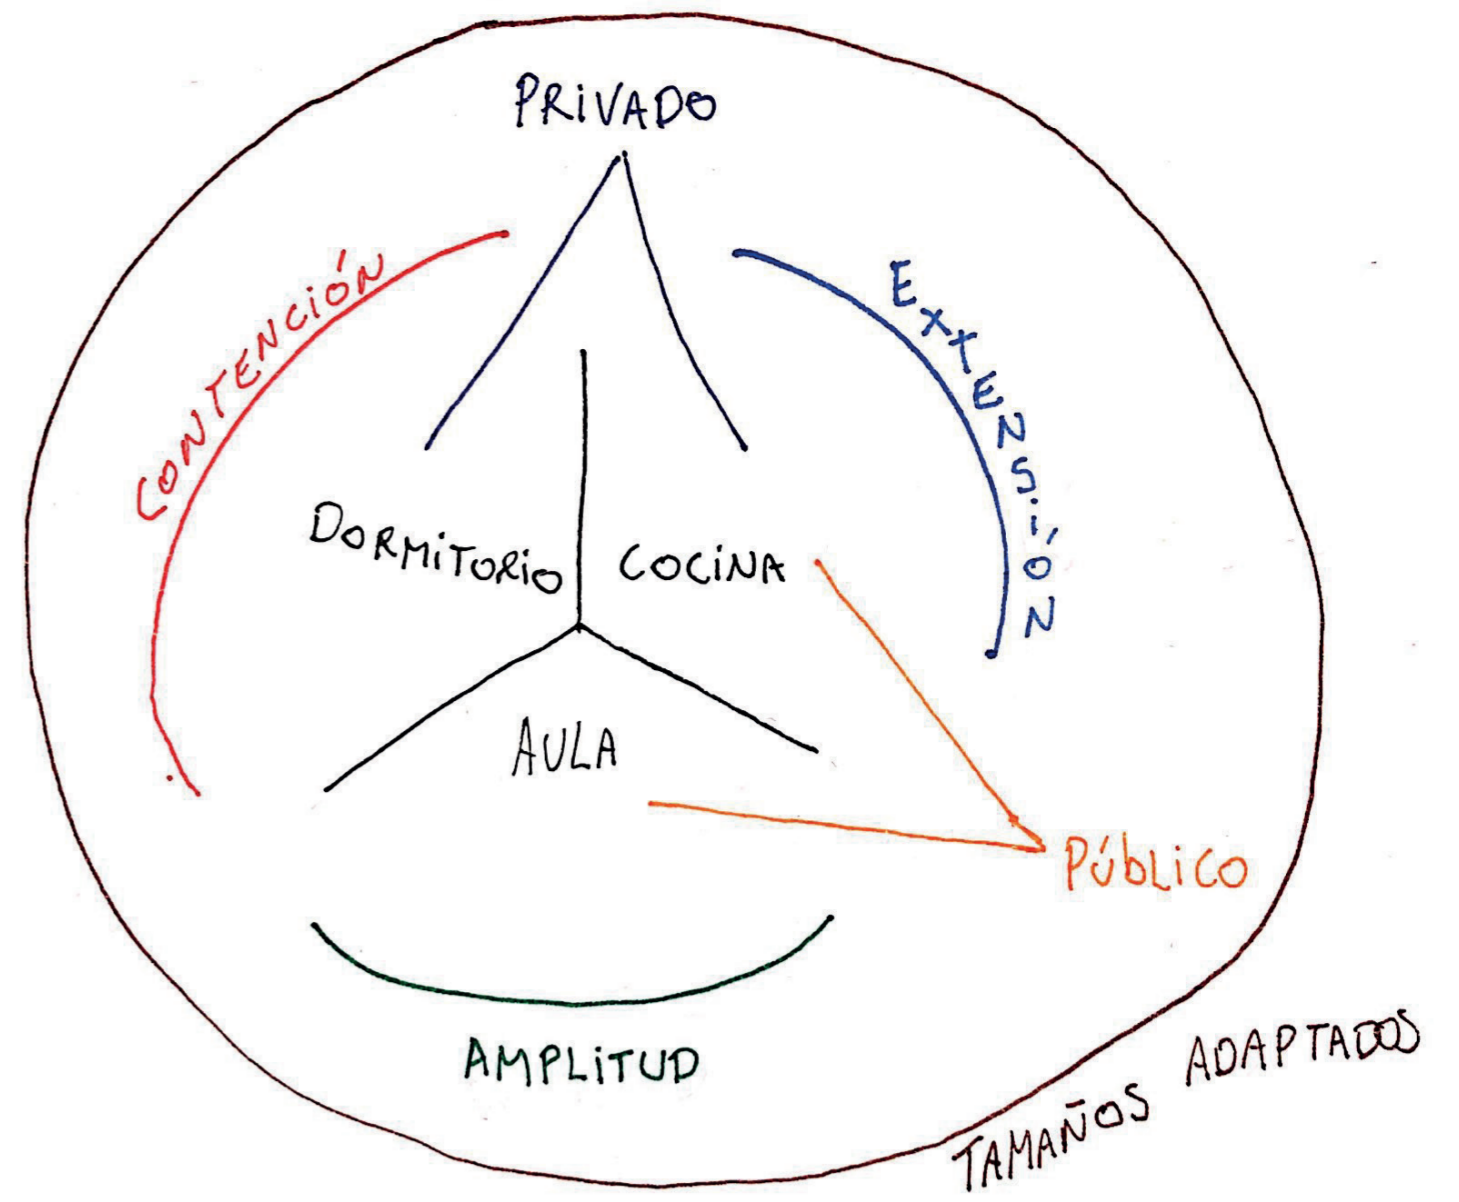 PRIVADO
CONTENCIÓN
EXTENSIÓN
DORMITORIO
COCINA
AULA
PÚBLICO
AMPLITUD
TAMAÑOS ADAPTADOS